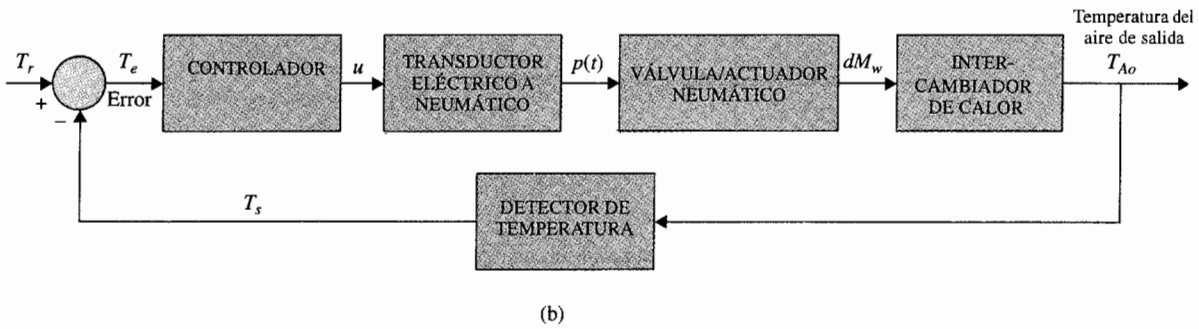 Temperatura del
aire de salida
T_r
+
−
T_e
Error
CONTROLADOR
u
TRANSDUCTOR
ELÉCTRICO A
NEUMÁTICO
p(t)
VÁLVULA/ACTUADOR
NEUMÁTICO
dM_w
INTER-
CAMBIADOR
DE CALOR
T_Ao
T_s
DETECTOR DE
TEMPERATURA
(b)